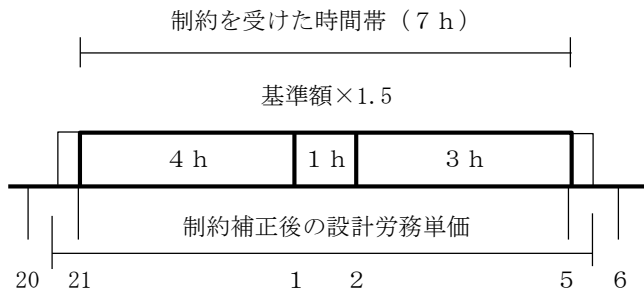 制約を受けた時間帯（７ｈ）
基準額×1.5
４ｈ １ｈ ３ｈ
制約補正後の設計労務単価
20 21 1 2 5 6